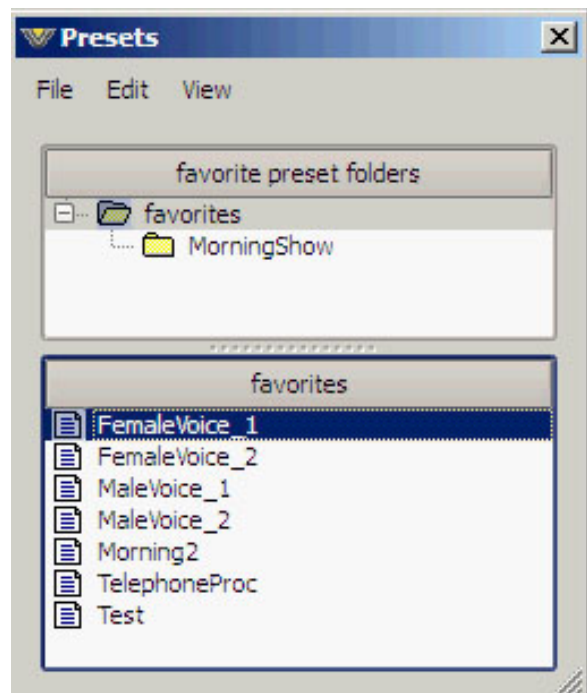 Presets
File Edit View
favorite preset folders
favorites
MorningShow
favorites
FemaleVoice_1
FemaleVoice_2
MaleVoice_1
MaleVoice_2
Morning2
TelephoneProc
Test